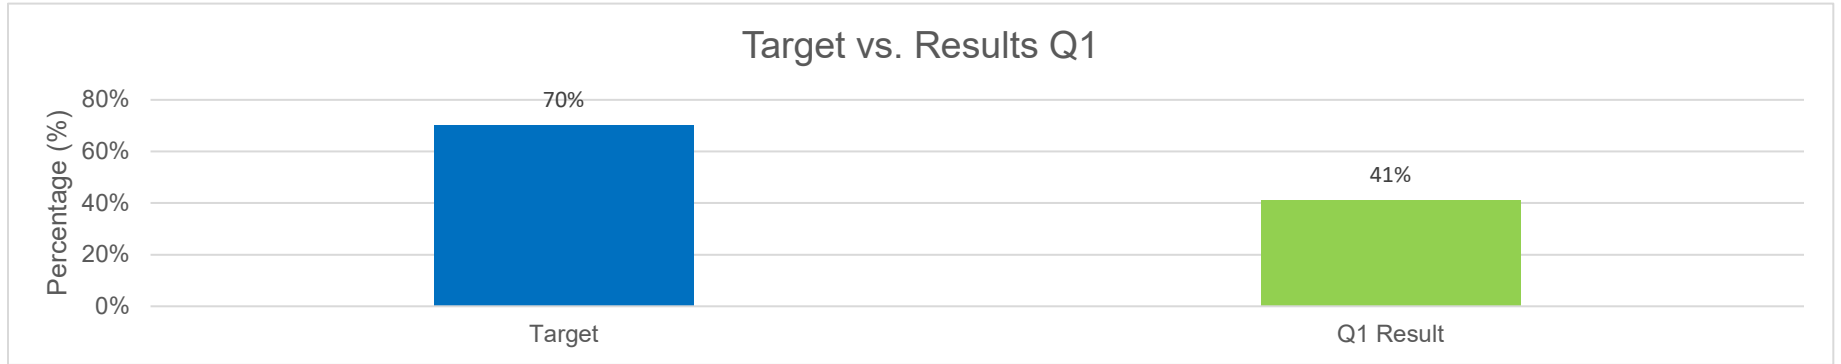 Target vs. Results Q1
Percentage (%)
80%
60%
40%
20%
0%
70%
41%
Target
Q1 Result